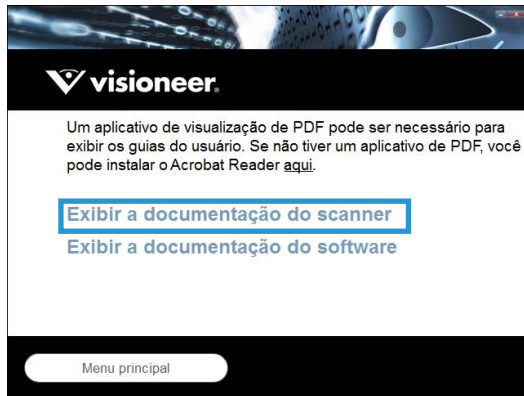 visioneer.
Um aplicativo de visualização de PDF pode ser necessário para
exibir os guias do usuário. Se não tiver um aplicativo de PDF, você
pode instalar o Acrobat Reader aqui.
Exibir a documentação do scanner
Exibir a documentação do software
Menu principal